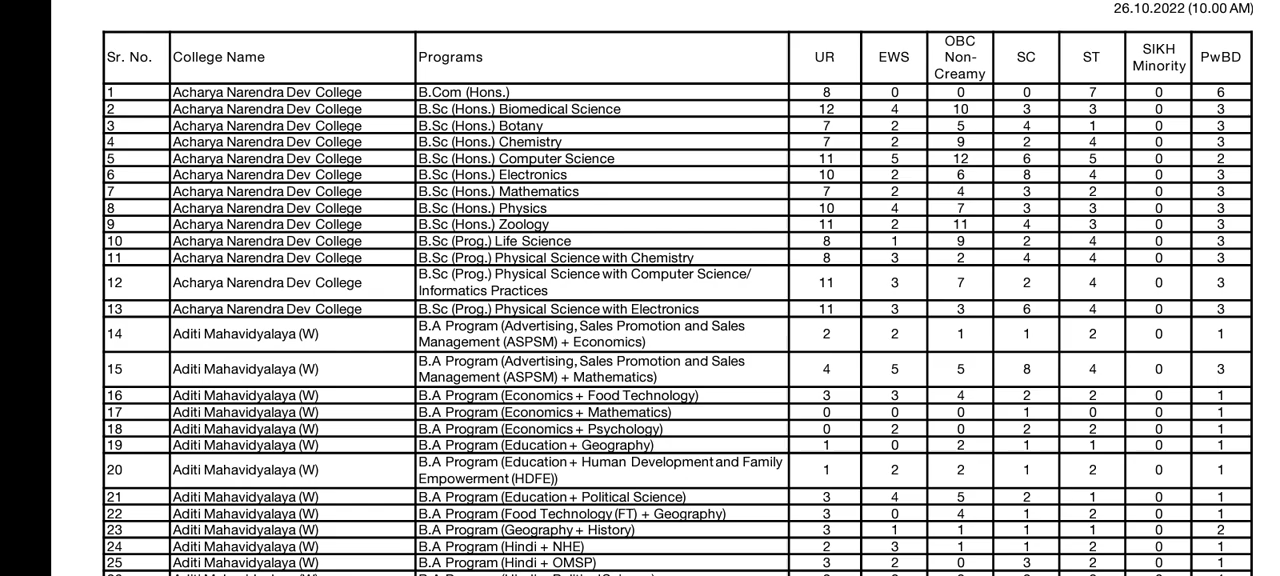 26.10.2022 (10.00 AM)
Sr. No. College Name Programs UR EWS OBC Non-Creamy SC ST SIKH Minority PwBD
1 Acharya Narendra Dev College B.Com (Hons.) 8 0 0 0 7 0 6
2 Acharya Narendra Dev College B.Sc (Hons.) Biomedical Science 12 4 10 3 3 0 3
3 Acharya Narendra Dev College B.Sc (Hons.) Botany 7 2 5 4 1 0 3
4 Acharya Narendra Dev College B.Sc (Hons.) Chemistry 7 2 9 2 4 0 3
5 Acharya Narendra Dev College B.Sc (Hons.) Computer Science 11 5 12 6 5 0 2
6 Acharya Narendra Dev College B.Sc (Hons.) Electronics 10 2 6 8 4 0 3
7 Acharya Narendra Dev College B.Sc (Hons.) Mathematics 7 2 4 3 2 0 3
8 Acharya Narendra Dev College B.Sc (Hons.) Physics 10 4 7 3 3 0 3
9 Acharya Narendra Dev College B.Sc (Hons.) Zoology 11 2 11 4 3 0 3
10 Acharya Narendra Dev College B.Sc (Prog.) Life Science 8 1 9 2 4 0 3
11 Acharya Narendra Dev College B.Sc (Prog.) Physical Science with Chemistry 8 3 2 4 4 0 3
12 Acharya Narendra Dev College B.Sc (Prog.) Physical Science with Computer Science/
Informatics Practices 11 3 7 2 4 0 3
13 Acharya Narendra Dev College B.Sc (Prog.) Physical Science with Electronics 11 3 3 6 4 0 3
14 Aditi Mahavidyalaya (W) B.A Program (Advertising, Sales Promotion and Sales
Management (ASPSM) + Economics) 2 2 1 1 2 0 1
15 Aditi Mahavidyalaya (W) B.A Program (Advertising, Sales Promotion and Sales
Management (ASPSM) + Mathematics) 4 5 5 8 4 0 3
16 Aditi Mahavidyalaya (W) B.A Program (Economics + Food Technology) 3 3 4 2 2 0 1
17 Aditi Mahavidyalaya (W) B.A Program (Economics + Mathematics) 0 0 0 1 0 0 1
18 Aditi Mahavidyalaya (W) B.A Program (Economics + Psychology) 0 2 0 2 2 0 1
19 Aditi Mahavidyalaya (W) B.A Program (Education + Geography) 1 0 2 1 1 0 1
20 Aditi Mahavidyalaya (W) B.A Program (Education + Human Development and Family
Empowerment (HDFE)) 1 2 2 1 2 0 1
21 Aditi Mahavidyalaya (W) B.A Program (Education + Political Science) 3 4 5 2 1 0 1
22 Aditi Mahavidyalaya (W) B.A Program (Food Technology (FT) + Geography) 3 0 4 1 2 0 1
23 Aditi Mahavidyalaya (W) B.A Program (Geography + History) 3 1 1 1 1 0 2
24 Aditi Mahavidyalaya (W) B.A Program (Hindi + NHE) 2 3 1 1 2 0 1
25 Aditi Mahavidyalaya (W) B.A Program (Hindi + OMSP) 3 2 0 3 2 0 1